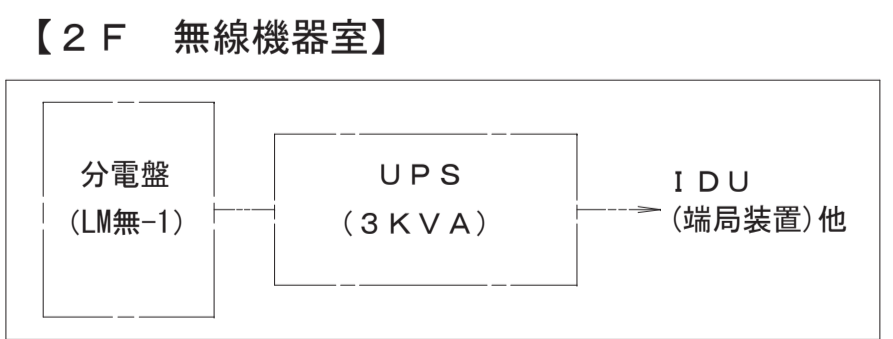 【２Ｆ　無線機器室】
分電盤
(LM無-1)
ＵＰＳ
(３ＫＶＡ)
ＩＤＵ
(端局装置)他